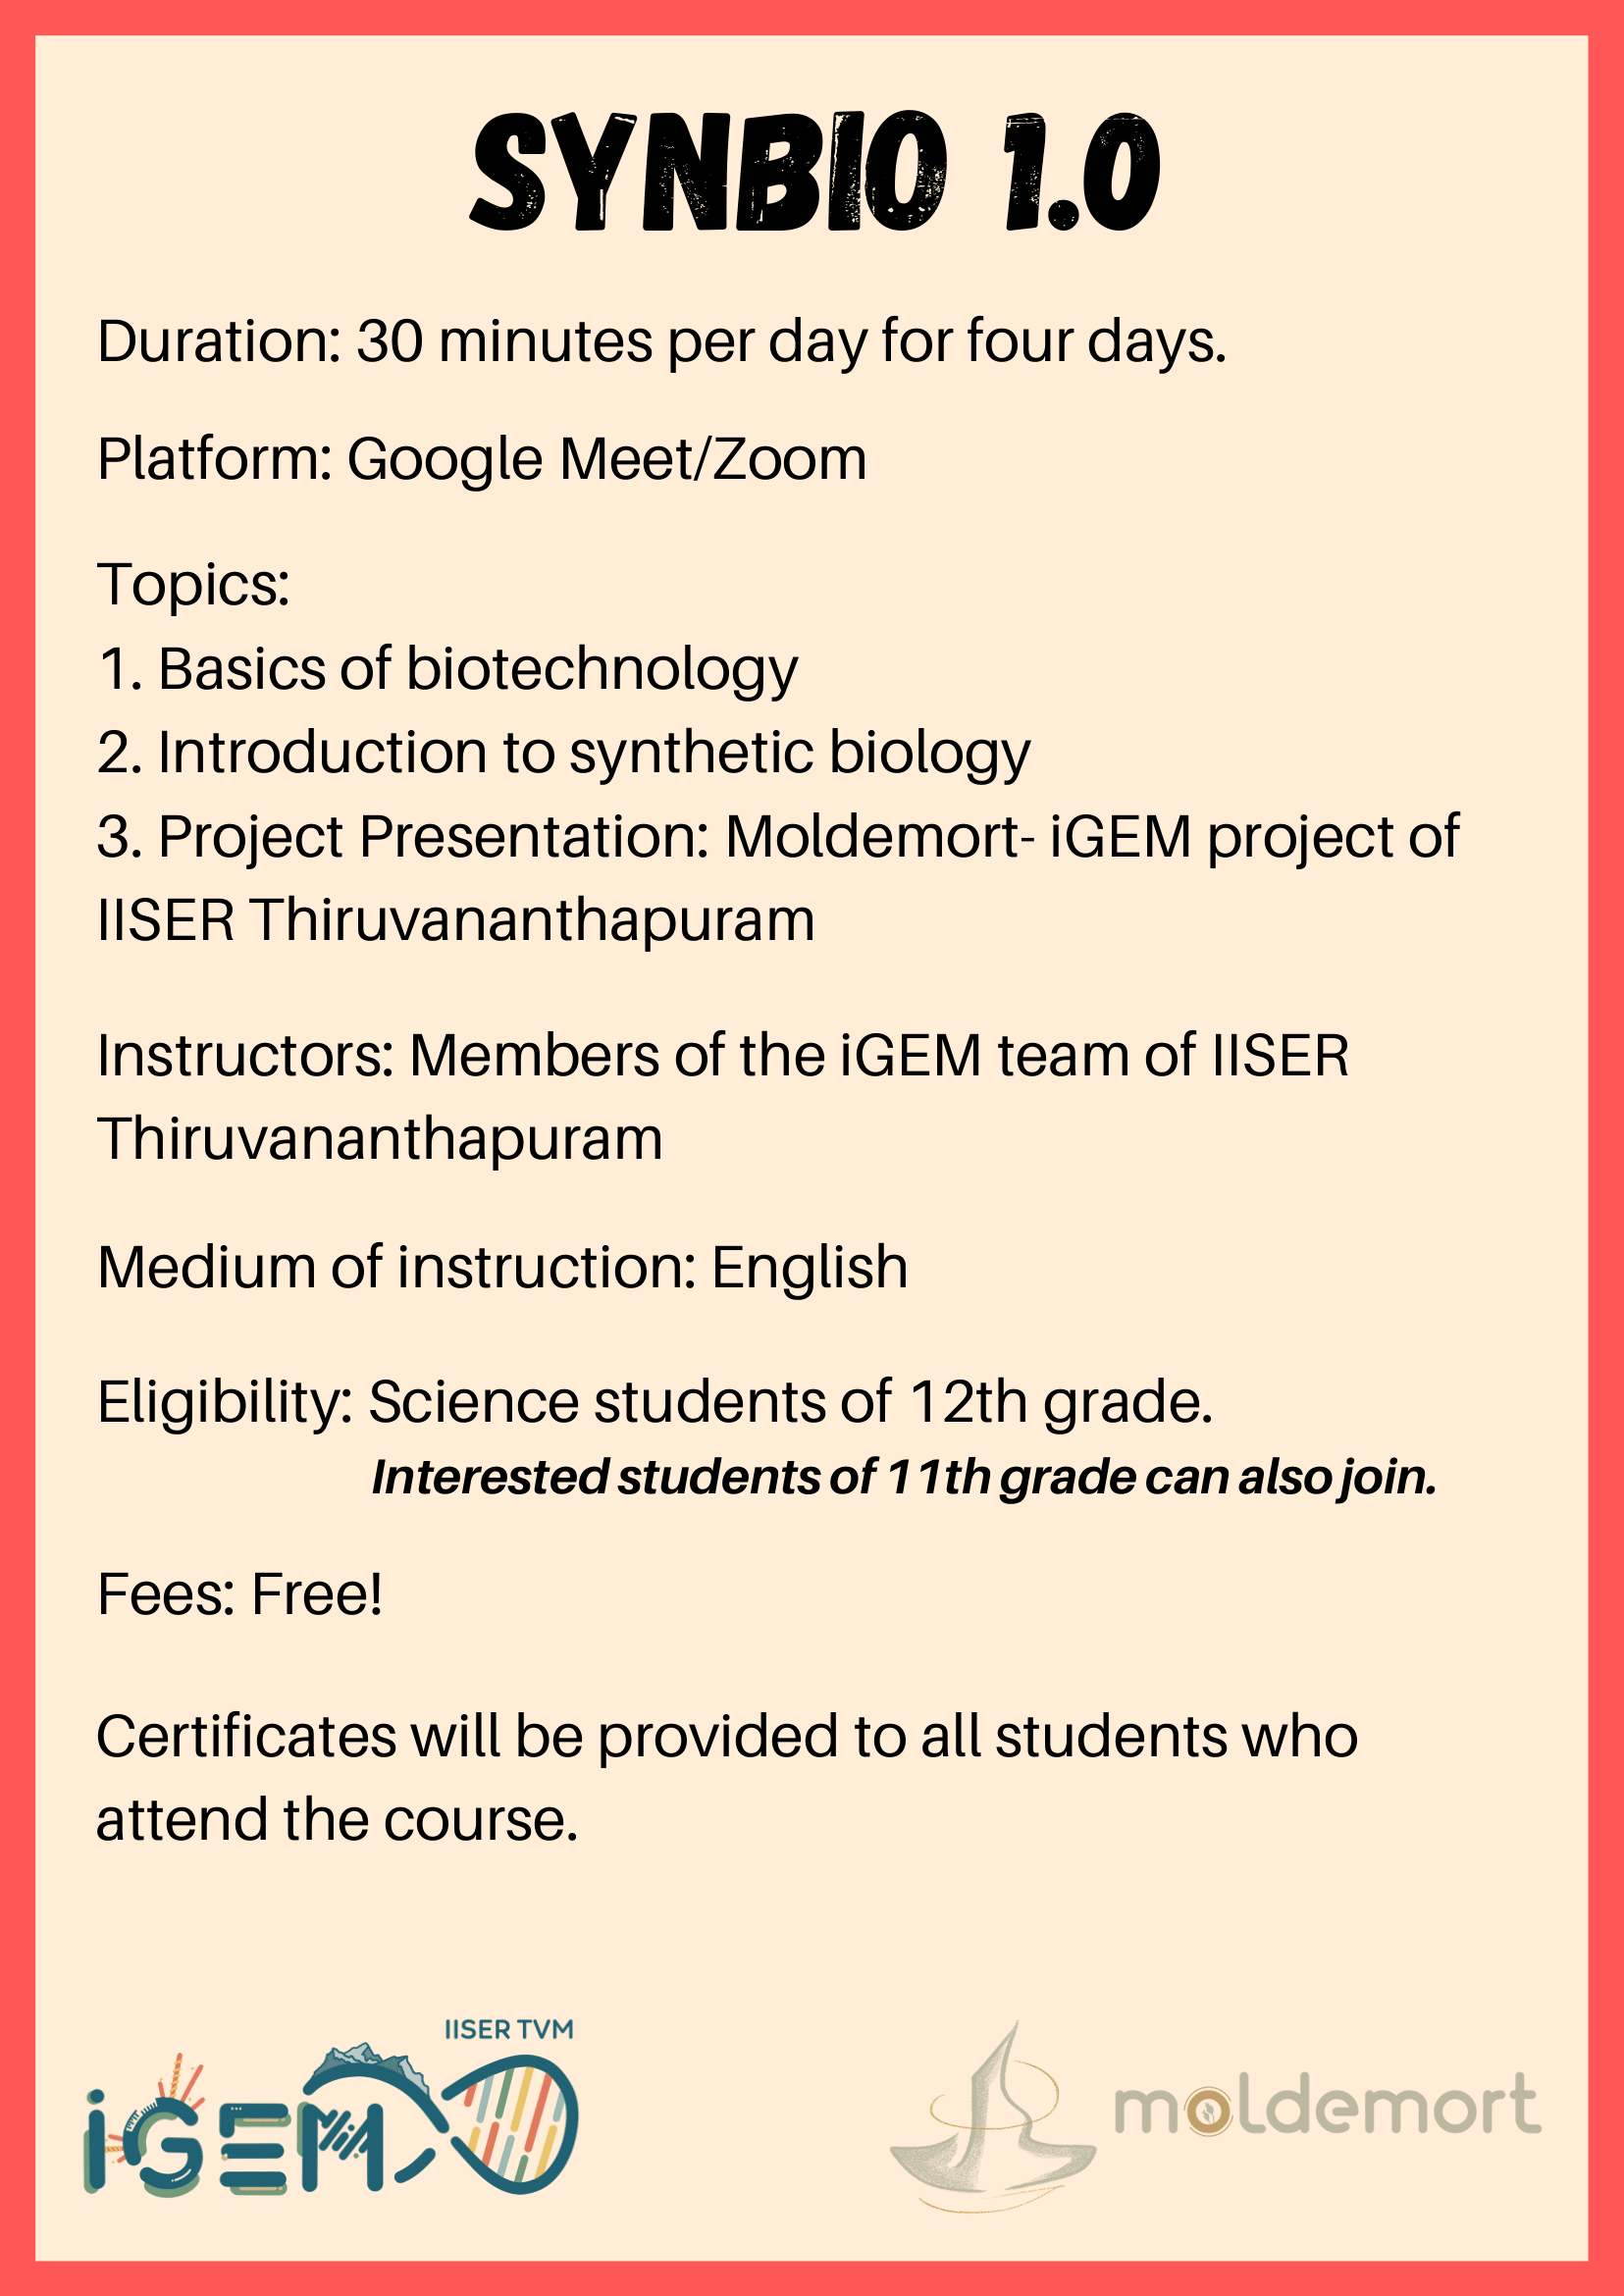 SYNBIO 1.0
Duration: 30 minutes per day for four days.
Platform: Google Meet/Zoom
Topics:
1. Basics of biotechnology
2. Introduction to synthetic biology
3. Project Presentation: Moldemort- iGEM project of
IISER Thiruvananthapuram
Instructors: Members of the iGEM team of IISER
Thiruvananthapuram
Medium of instruction: English
Eligibility: Science students of 12th grade.
Interested students of 11th grade can also join.
Fees: Free!
Certificates will be provided to all students who
attend the course.
IISER TVM
iGEM
moldemort